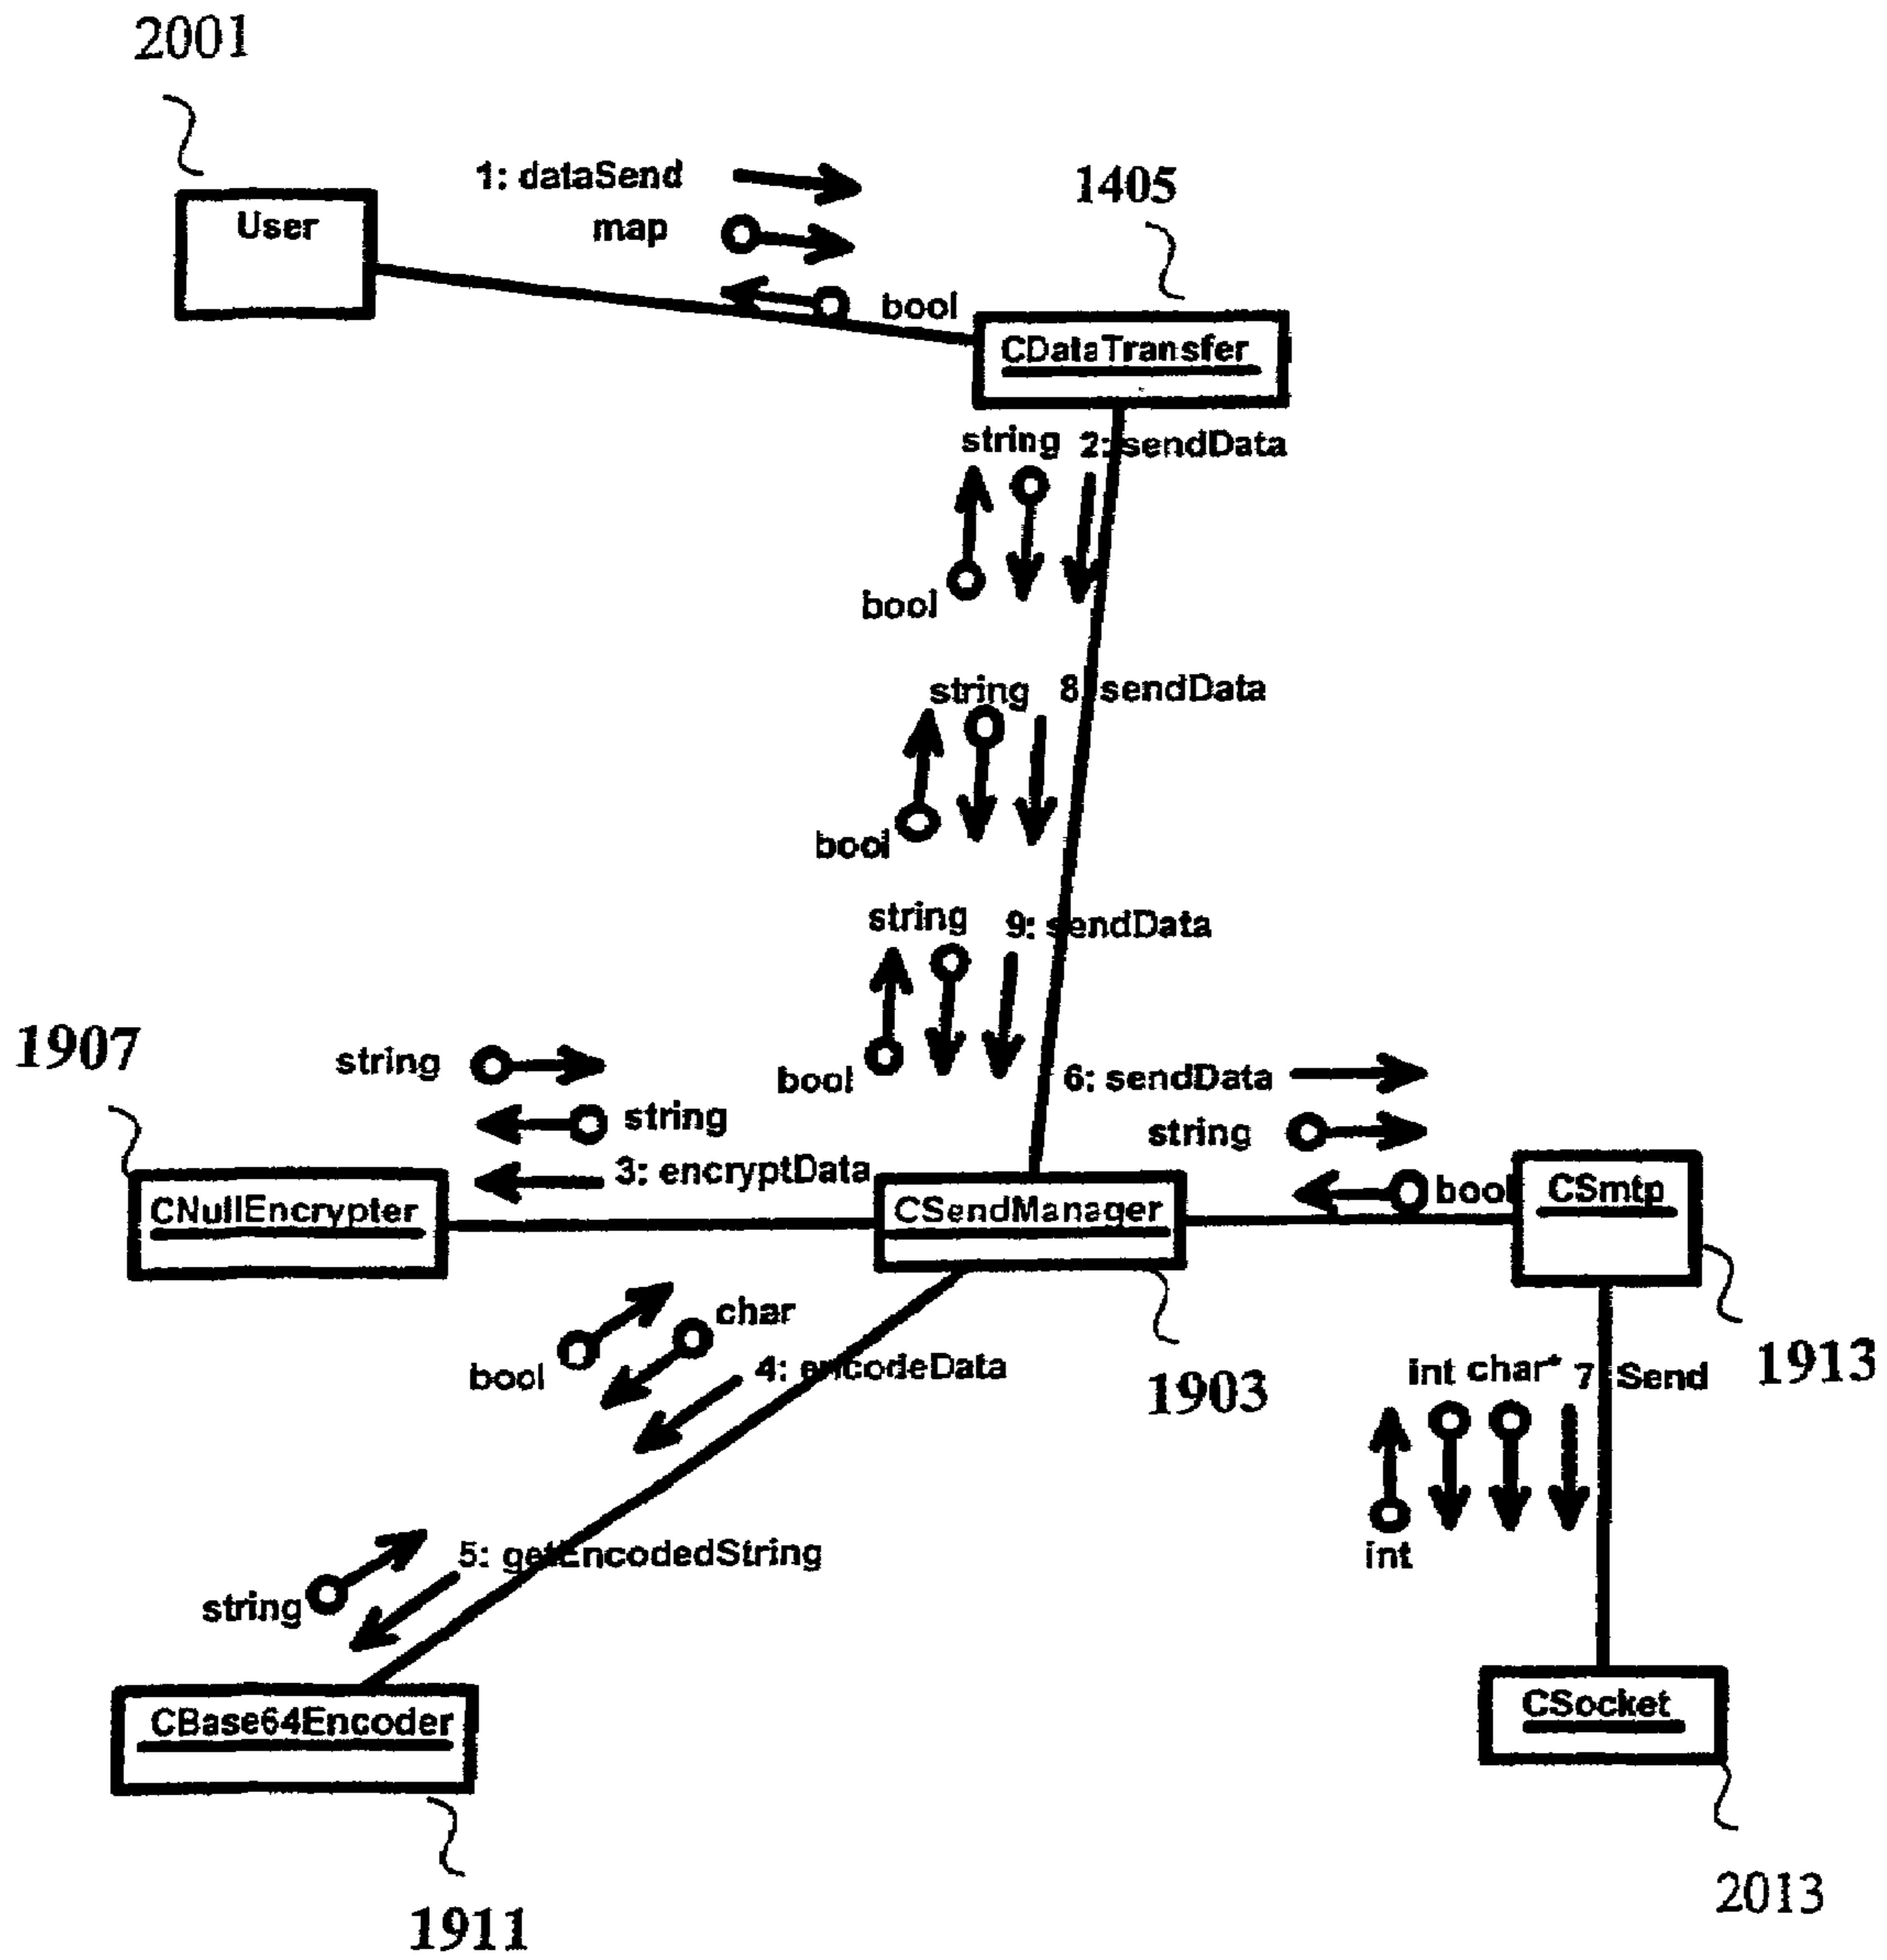 2001
1: dataSend
1405
User
map
bool
CDataTransfer
string 2: sendData
bool
string 8: sendData
bool
string 9: sendData
1907
string
bool
6: sendData
string
string
3: encryptData
bool
CSmtp
CNullEncrypter
CSendManager
char
bool
4: encodeData
1903
int char* 7: Send
1913
5: getEncodedString
int
string
CBase64Encoder
CSocket
1911
2013